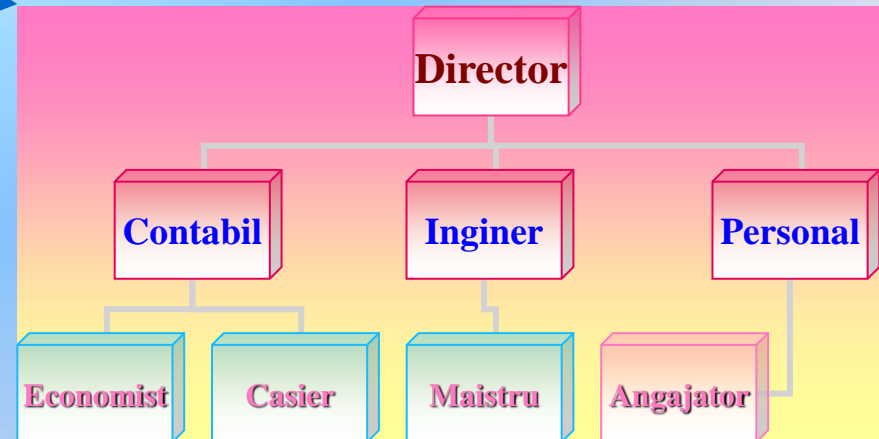 Director
Contabil
Inginer
Personal
Economist
Casier
Maistru
Angajator